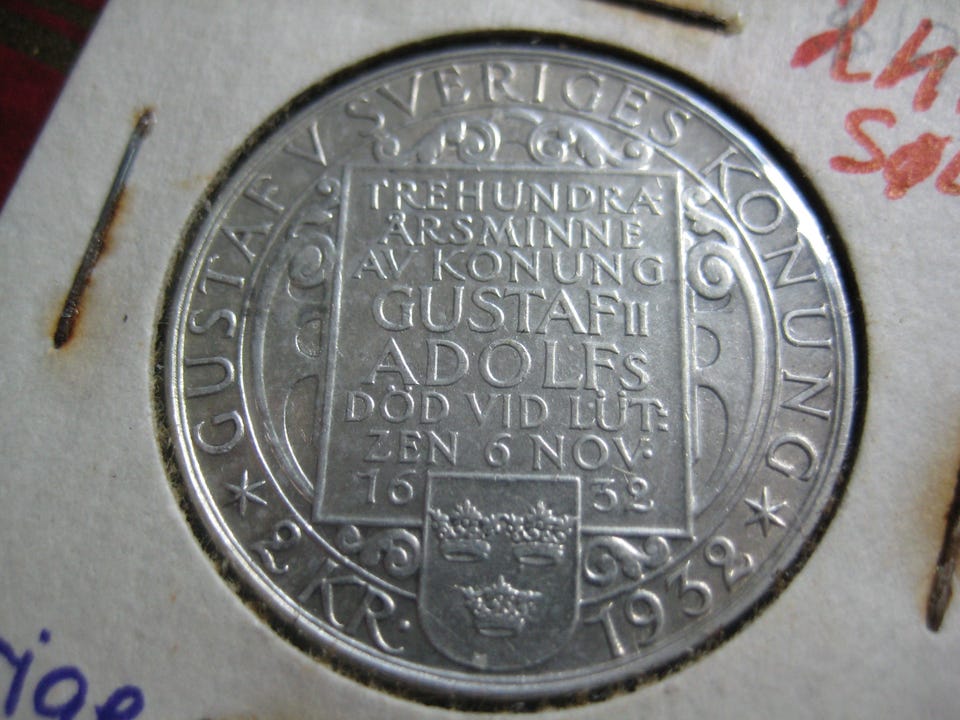 GUSTAF V SVERIGES KONUNG
TREHUNDRA
ÅRSMINNE
AV KONUNG
GUSTAF II
ADOLFS
DÖD VID LÜT:
ZEN 6 NOV:
16 32
* 2 KR: 1932 *